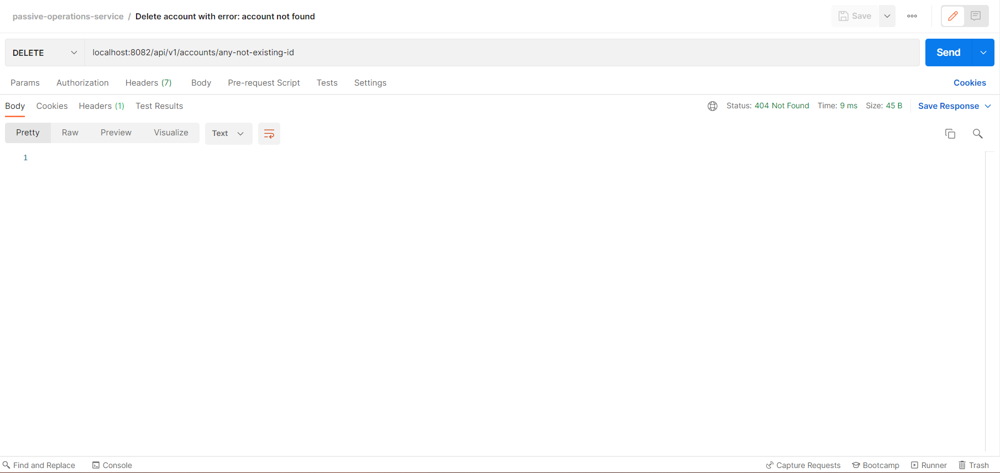 passive-operations-service / Delete account with error: account not found
Save
DELETE
localhost:8082/api/v1/accounts/any-not-existing-id
Send
Params Authorization Headers (7) Body Pre-request Script Tests Settings Cookies
Body Cookies Headers (1) Test Results Status: 404 Not Found Time: 9 ms Size: 45 B Save Response
Pretty Raw Preview Visualize Text
1
Find and Replace Console Capture Requests Bootcamp Runner Trash